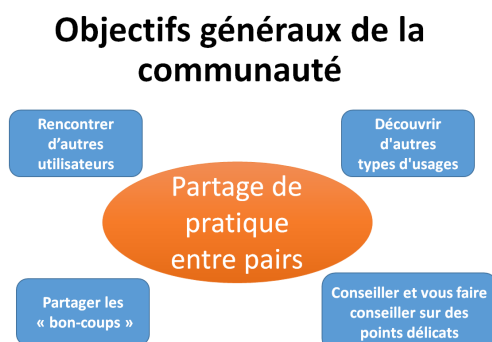 Objectifs généraux de la
communauté
Rencontrer
d’autres
utilisateurs
Découvrir
d'autres
types d'usages
Partage de
pratique
entre pairs
Partager les
« bon-coups »
Conseiller et vous faire
conseiller sur des
points délicats